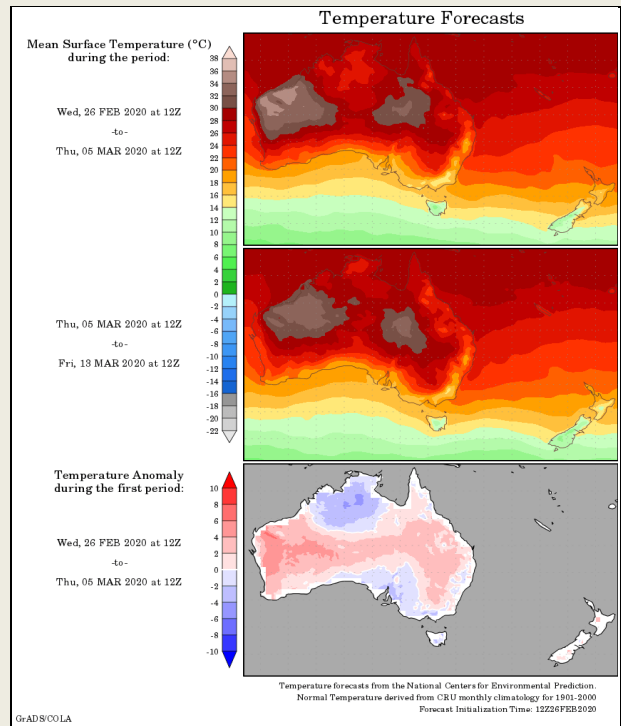 Temperature Forecasts
Mean Surface Temperature (°C)
during the period:
38
36
34
32
30
28
26
24
22
20
18
16
14
12
10
8
6
4
2
0
-2
-4
-6
-8
-10
-12
-14
-16
-18
-20
-22
Wed, 26 FEB 2020 at 12Z
-to-
Thu, 05 MAR 2020 at 12Z
Thu, 05 MAR 2020 at 12Z
-to-
Fri, 13 MAR 2020 at 12Z
Temperature Anomaly
during the first period:
10
8
6
4
2
0
-2
-4
-6
-8
-10
Wed, 26 FEB 2020 at 12Z
-to-
Thu, 05 MAR 2020 at 12Z
Temperature forecasts from the National Centers for Environmental Prediction.
Normal Temperature derived from CRU monthly climatology for 1901-2000
Forecast Initialization Time: 12Z26FEB2020
GrADS/COLA